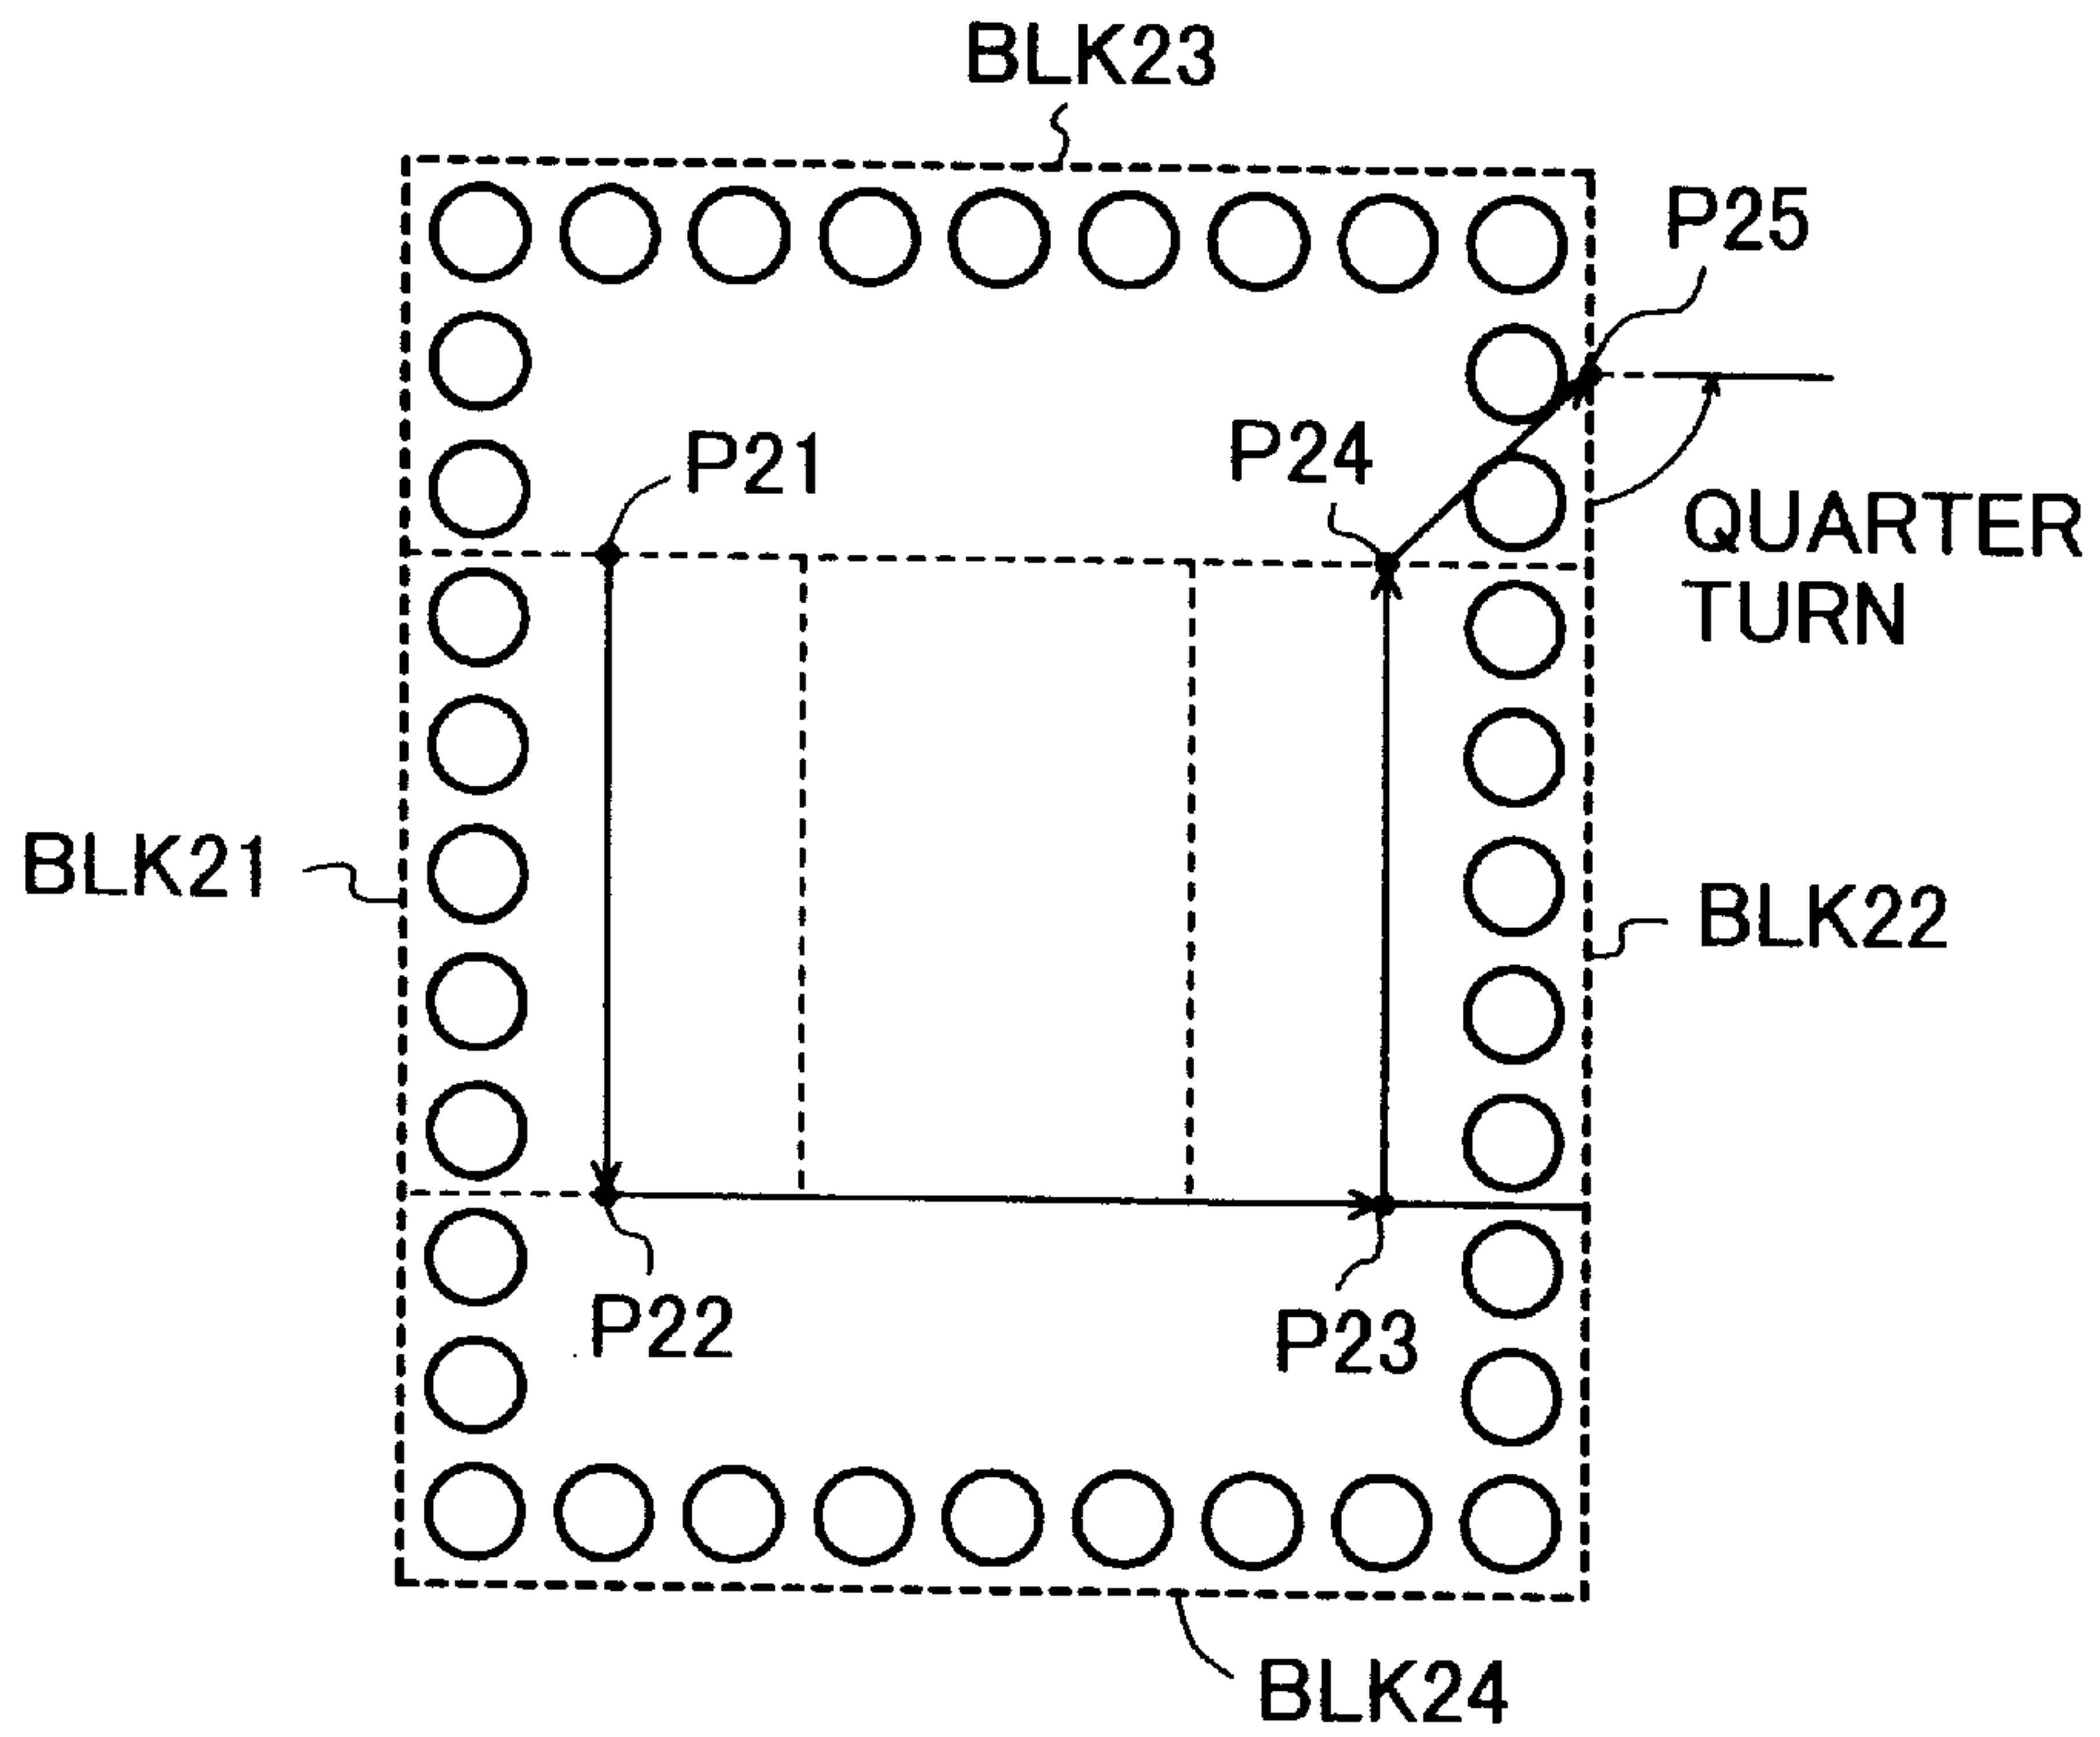 BLK23
P25
P21
P24
QUARTER
TURN
BLK21
BLK22
P22
P23
BLK24